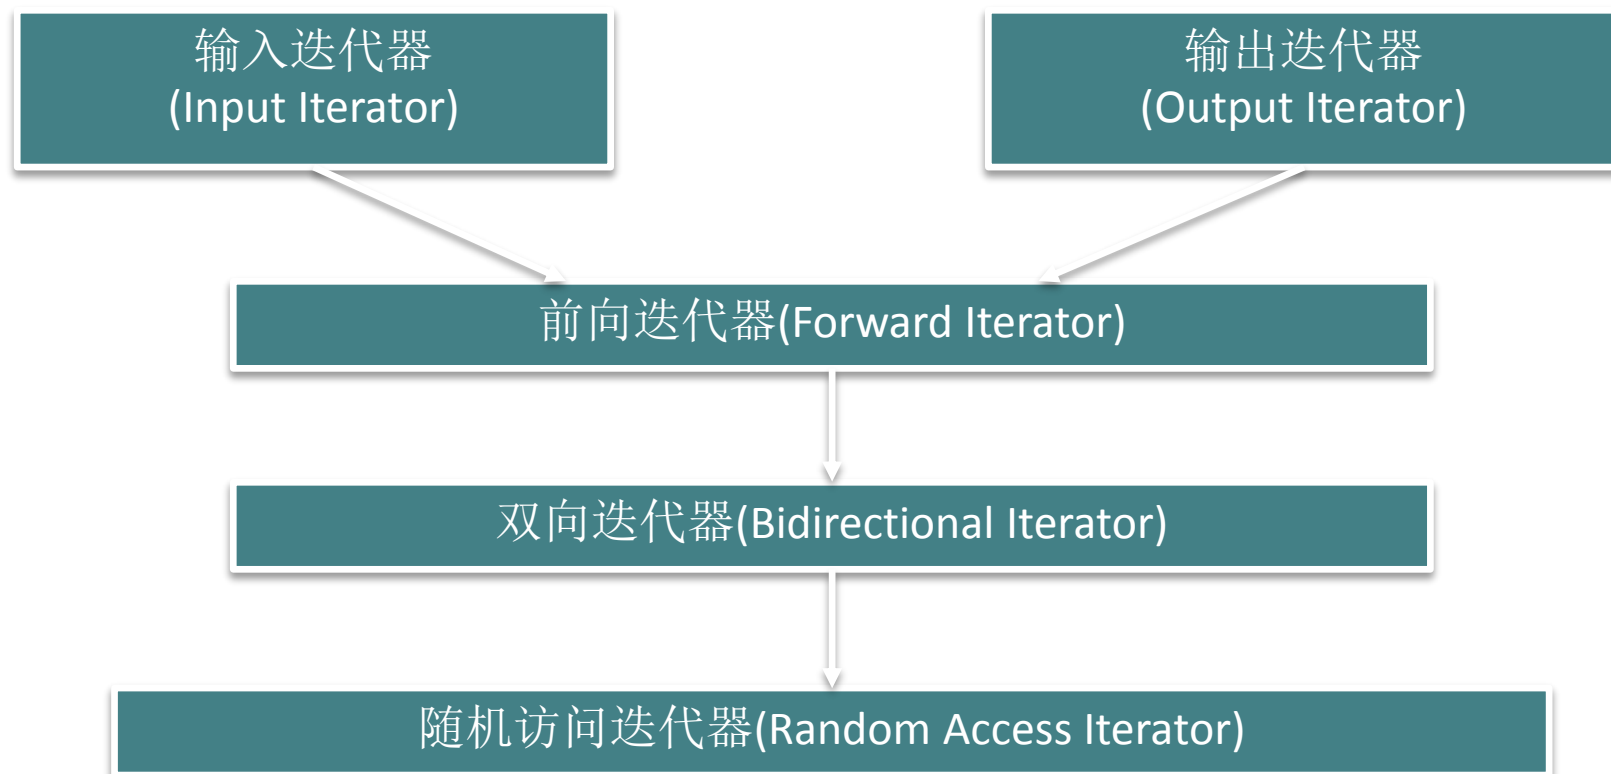 输入迭代器
(Input Iterator)
输出迭代器
(Output Iterator)
前向迭代器(Forward Iterator)
双向迭代器(Bidirectional Iterator)
随机访问迭代器(Random Access Iterator)